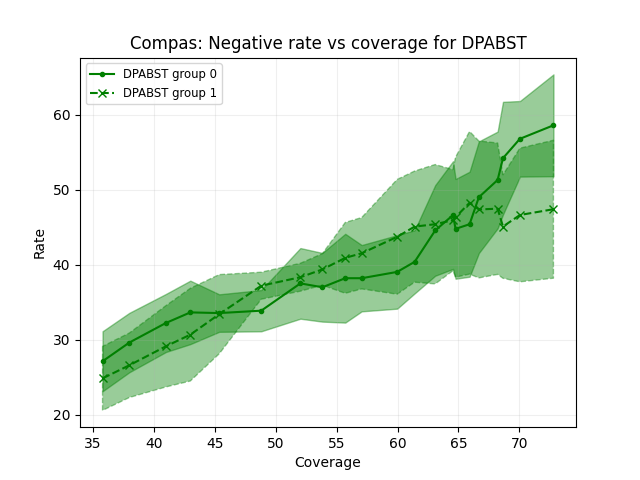 Compas: Negative rate vs coverage for DPABST
DPABST group 0
DPABST group 1
60
50
40
30
20
Rate
35 40 45 50 55 60 65 70
Coverage